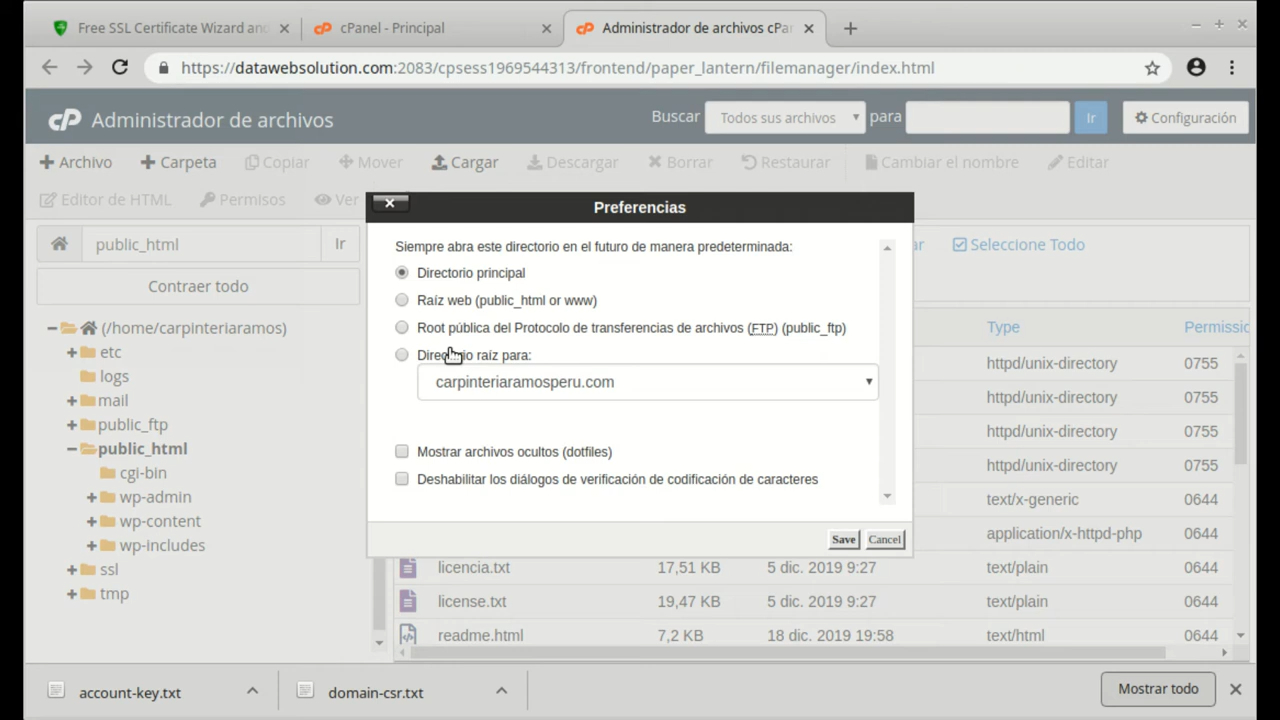 Free SSL Certificate Wizard and
cPanel - Principal
Administrador de archivos cPan
https://datawebsolution.com:2083/cpsess1969544313/frontend/paper_lantern/filemanager/index.html
cP Administrador de archivos
Buscar Todos sus archivos para Ir Configuración
Archivo Carpeta Copiar Mover Cargar Descargar Borrar Restaurar Cambiar el nombre Editar
Editor de HTML Permisos Ver
Preferencias
public_html Ir
Contraer todo
(/home/carpinteriaramos)
etc
logs
mail
public_ftp
public_html
cgi-bin
wp-admin
wp-content
wp-includes
ssl
tmp
Siempre abra este directorio en el futuro de manera predeterminada:
Directorio principal
Raíz web (public_html or www)
Root pública del Protocolo de transferencias de archivos (FTP) (public_ftp)
Directorio raíz para:
carpinteriaramosperu.com
Mostrar archivos ocultos (dotfiles)
Deshabilitar los diálogos de verificación de codificación de caracteres
Save Cancel
Seleccione Todo
Type Permissio
httpd/unix-directory 0755
httpd/unix-directory 0755
httpd/unix-directory 0755
httpd/unix-directory 0755
text/x-generic 0644
application/x-httpd-php 0644
licencia.txt 17,51 KB 5 dic. 2019 9:27 text/plain 0644
license.txt 19,47 KB 5 dic. 2019 9:27 text/plain 0644
readme.html 7,2 KB 18 dic. 2019 19:58 text/html 0644
account-key.txt
domain-csr.txt
Mostrar todo